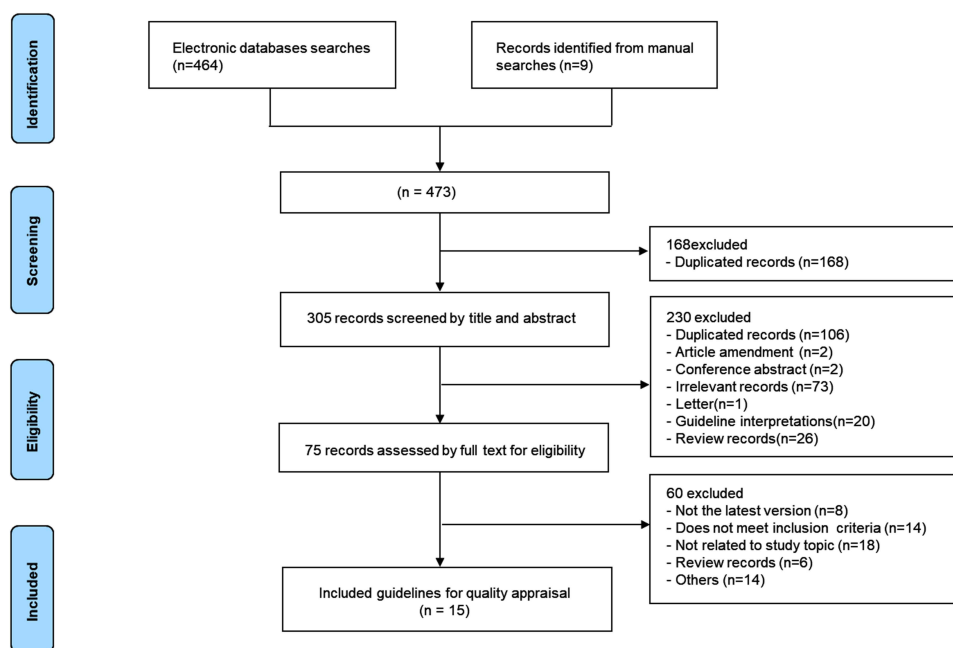 Identification
Electronic databases searches
(n=464)
Records identified from manual
searches (n=9)
(n = 473)
Screening
168excluded
- Duplicated records (n=168)
305 records screened by title and abstract
230 excluded
- Duplicated records (n=106)
- Article amendment (n=2)
- Conference abstract (n=2)
- Irrelevant records (n=73)
- Letter(n=1)
- Guideline interpretations(n=20)
- Review records(n=26)
Eligibility
75 records assessed by full text for eligibility
60 excluded
- Not the latest version (n=8)
- Does not meet inclusion criteria (n=14)
- Not related to study topic (n=18)
- Review records (n=6)
- Others (n=14)
Included
Included guidelines for quality appraisal
(n = 15)